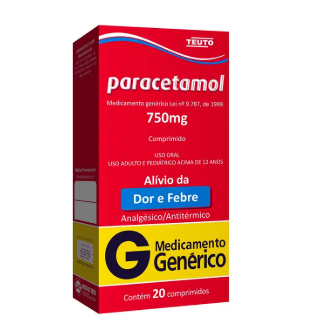 TEUTO
paracetamol
Medicamento genérico Lei nº 9.787, de 1999.
750mg
Comprimido
USO ORAL
USO ADULTO E PEDIÁTRICO ACIMA DE 12 ANOS
Alívio da
Dor e Febre
Analgésico/Antitérmico
G Medicamento
Genérico
Contém 20 comprimidos